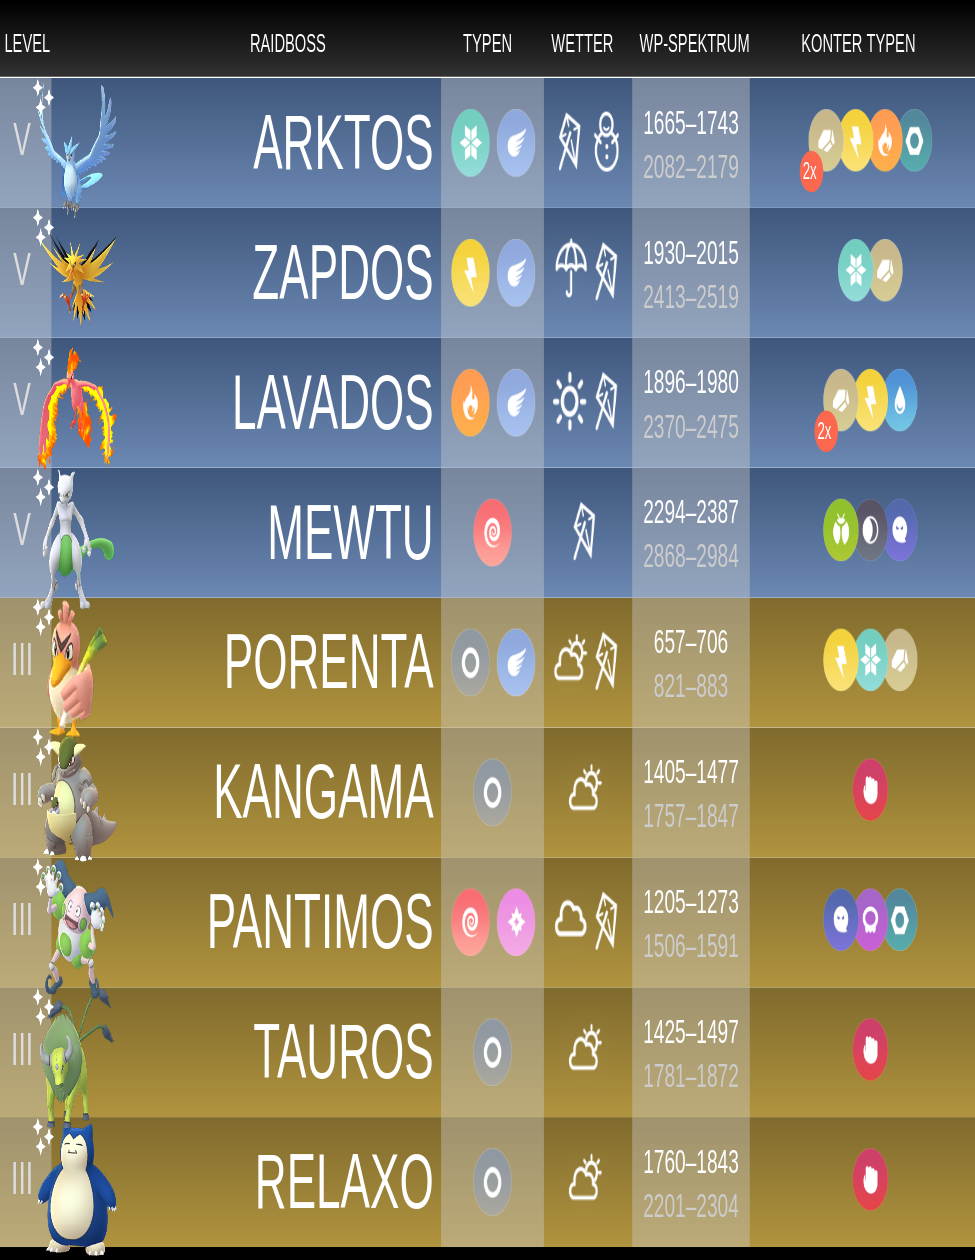 LEVEL RAIDBOSS TYPEN WETTER WP-SPEKTRUM KONTER TYPEN
V ARKTOS 1665–1743
2082–2179
2x
V ZAPDOS 1930–2015
2413–2519
V LAVADOS 1896–1980
2370–2475
2x
V MEWTU 2294–2387
2868–2984
III PORENTA 657–706
821–883
III KANGAMA 1405–1477
1757–1847
III PANTIMOS 1205–1273
1506–1591
III TAUROS 1425–1497
1781–1872
III RELAXO 1760–1843
2201–2304